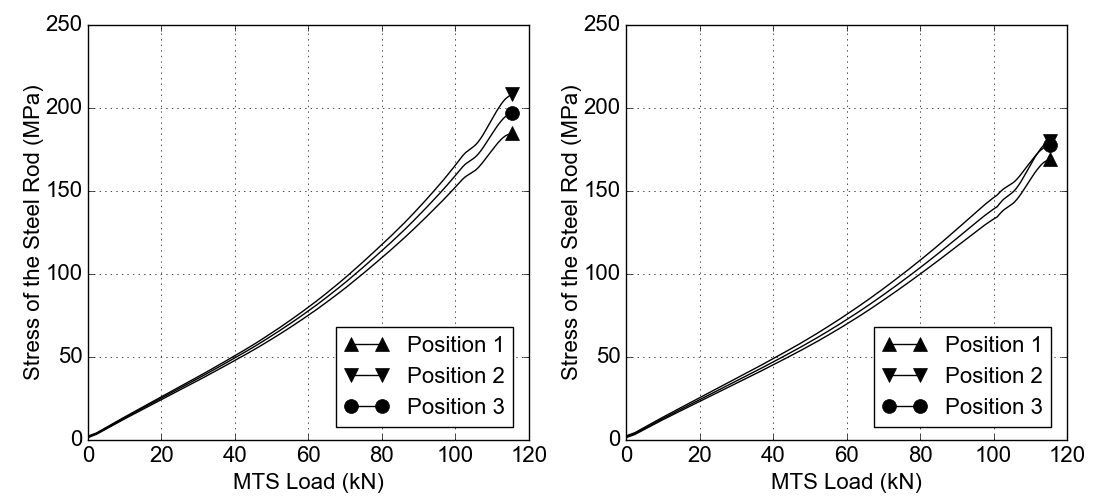 Stress of the Steel Rod (MPa)
250
200
150
100
50
0
0 20 40 60 80 100 120
MTS Load (kN)
Position 1
Position 2
Position 3
Stress of the Steel Rod (MPa)
250
200
150
100
50
0
0 20 40 60 80 100 120
MTS Load (kN)
Position 1
Position 2
Position 3